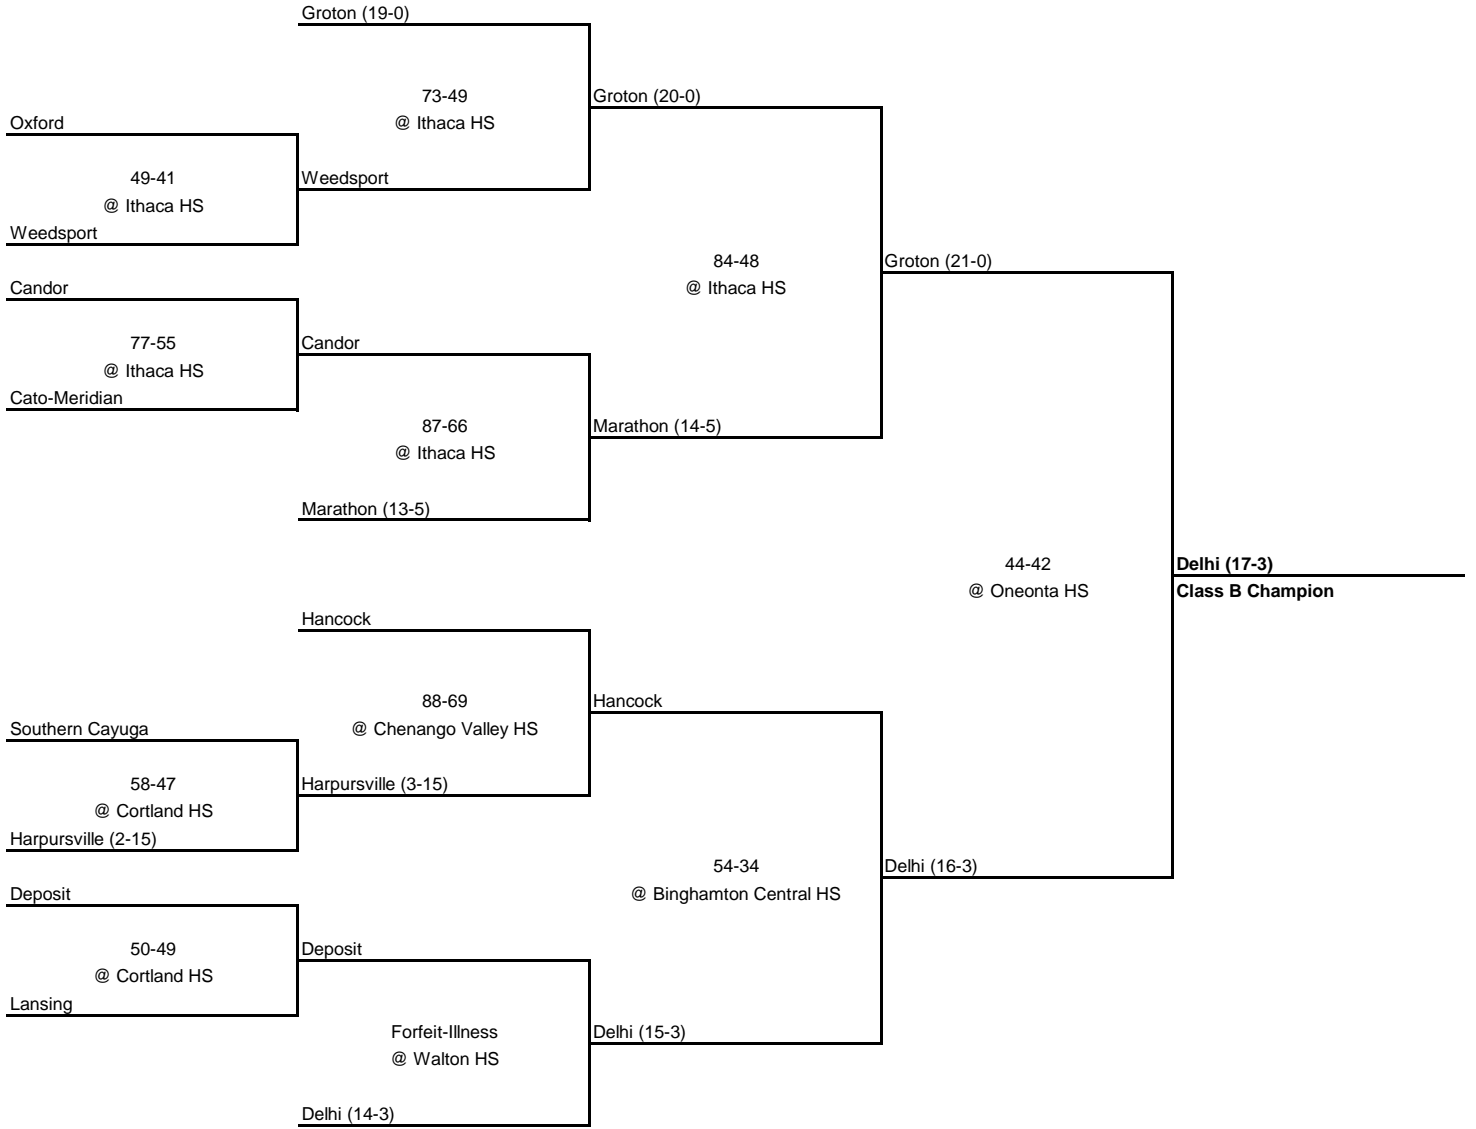 Groton (19-0)
73-49
@ Ithaca HS
Groton (20-0)
Oxford
49-41
@ Ithaca HS
Weedsport
Weedsport
84-48
@ Ithaca HS
Groton (21-0)
Candor
77-55
@ Ithaca HS
Candor
Cato-Meridian
87-66
@ Ithaca HS
Marathon (14-5)
Marathon (13-5)
44-42
@ Oneonta HS
Delhi (17-3)
Class B Champion
Hancock
88-69
@ Chenango Valley HS
Hancock
Southern Cayuga
58-47
@ Cortland HS
Harpursville (3-15)
Harpursville (2-15)
54-34
@ Binghamton Central HS
Delhi (16-3)
Deposit
50-49
@ Cortland HS
Deposit
Lansing
Forfeit-Illness
@ Walton HS
Delhi (15-3)
Delhi (14-3)